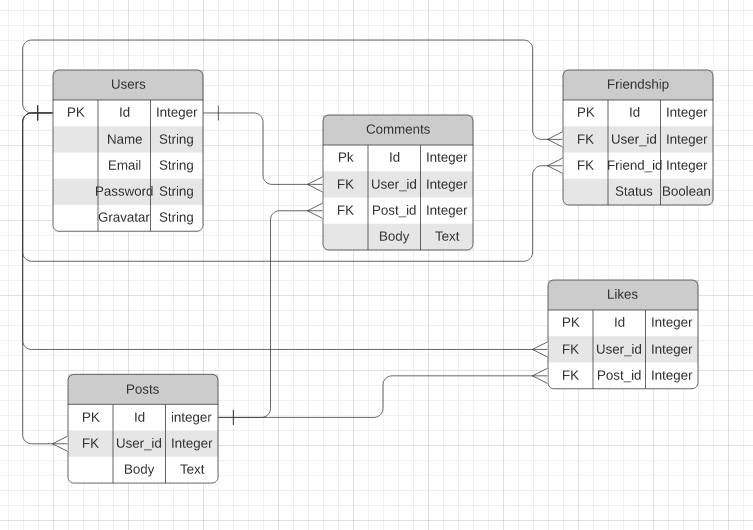 Users
PK Id Integer
Name String
Email String
Password String
Gravatar String
Comments
Pk Id Integer
FK User_id Integer
FK Post_id Integer
Body Text
Friendship
PK Id Integer
FK User_id Integer
FK Friend_id Integer
Status Boolean
Likes
PK Id Integer
FK User_id Integer
FK Post_id Integer
Posts
PK Id integer
FK User_id Integer
Body Text